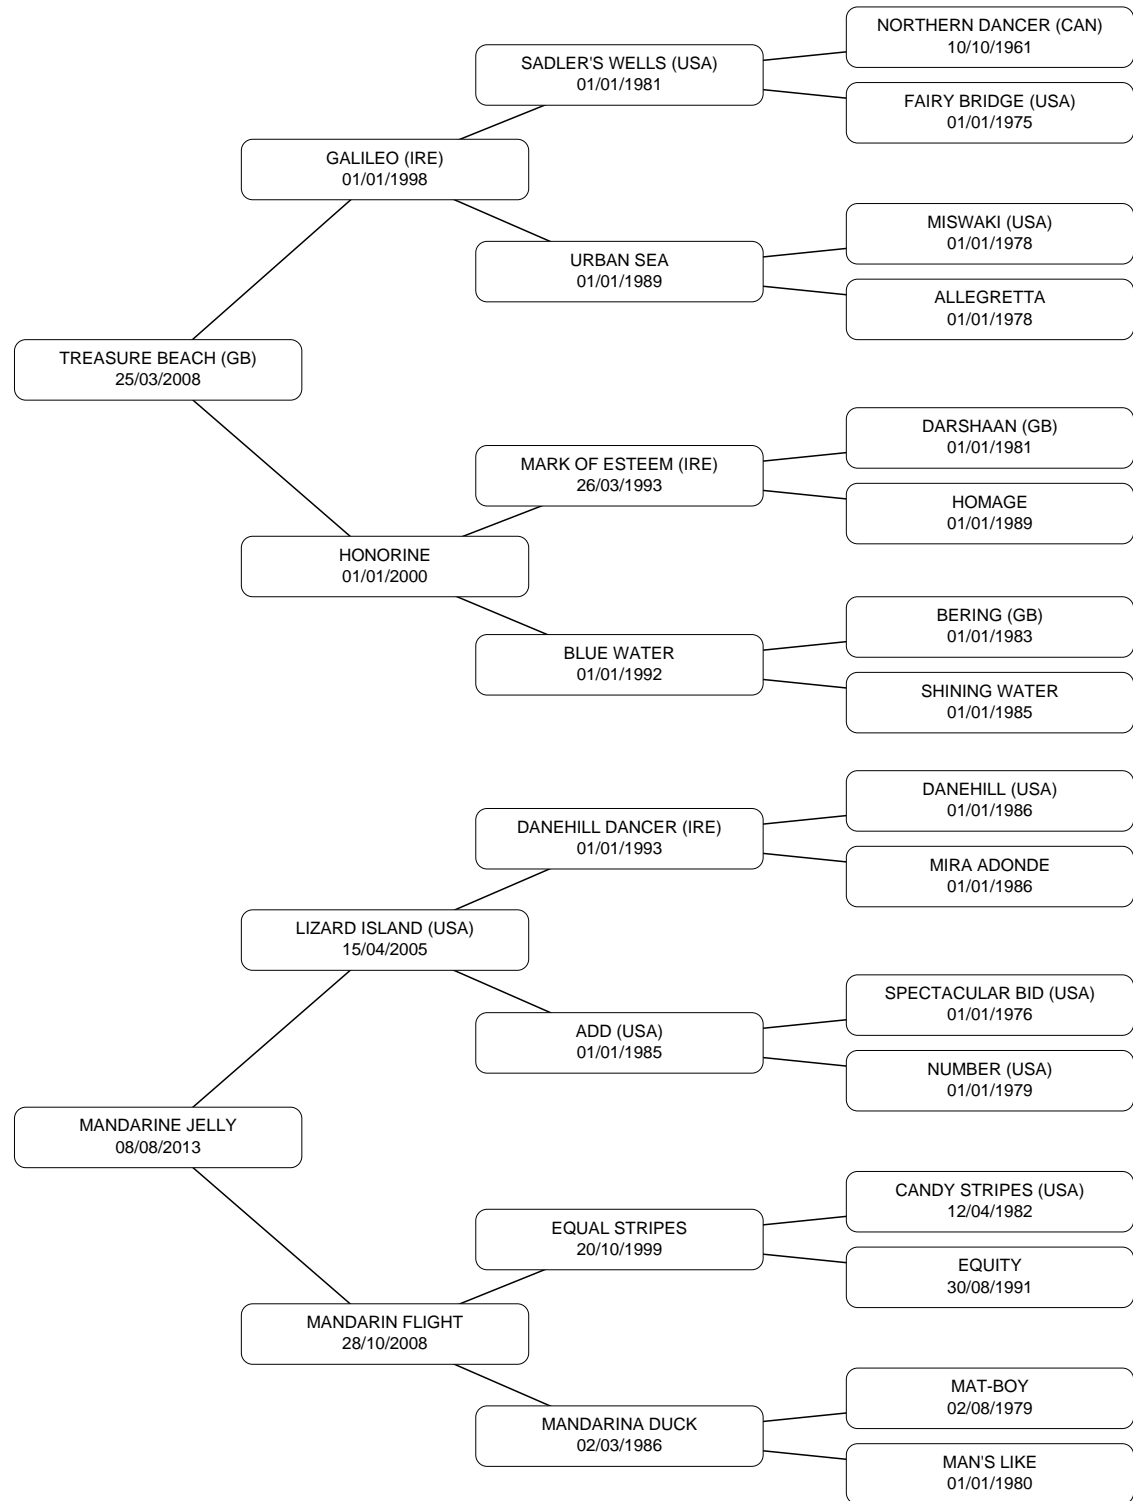 NORTHERN DANCER (CAN)
10/10/1961
SADLER'S WELLS (USA)
01/01/1981
FAIRY BRIDGE (USA)
01/01/1975
GALILEO (IRE)
01/01/1998
MISWAKI (USA)
01/01/1978
URBAN SEA
01/01/1989
ALLEGRETTA
01/01/1978
TREASURE BEACH (GB)
25/03/2008
DARSHAAN (GB)
01/01/1981
MARK OF ESTEEM (IRE)
26/03/1993
HOMAGE
01/01/1989
HONORINE
01/01/2000
BERING (GB)
01/01/1983
BLUE WATER
01/01/1992
SHINING WATER
01/01/1985
DANEHILL (USA)
01/01/1986
DANEHILL DANCER (IRE)
01/01/1993
MIRA ADONDE
01/01/1986
LIZARD ISLAND (USA)
15/04/2005
SPECTACULAR BID (USA)
01/01/1976
ADD (USA)
01/01/1985
NUMBER (USA)
01/01/1979
MANDARINE JELLY
08/08/2013
CANDY STRIPES (USA)
12/04/1982
EQUAL STRIPES
20/10/1999
EQUITY
30/08/1991
MANDARIN FLIGHT
28/10/2008
MAT-BOY
02/08/1979
MANDARINA DUCK
02/03/1986
MAN'S LIKE
01/01/1980